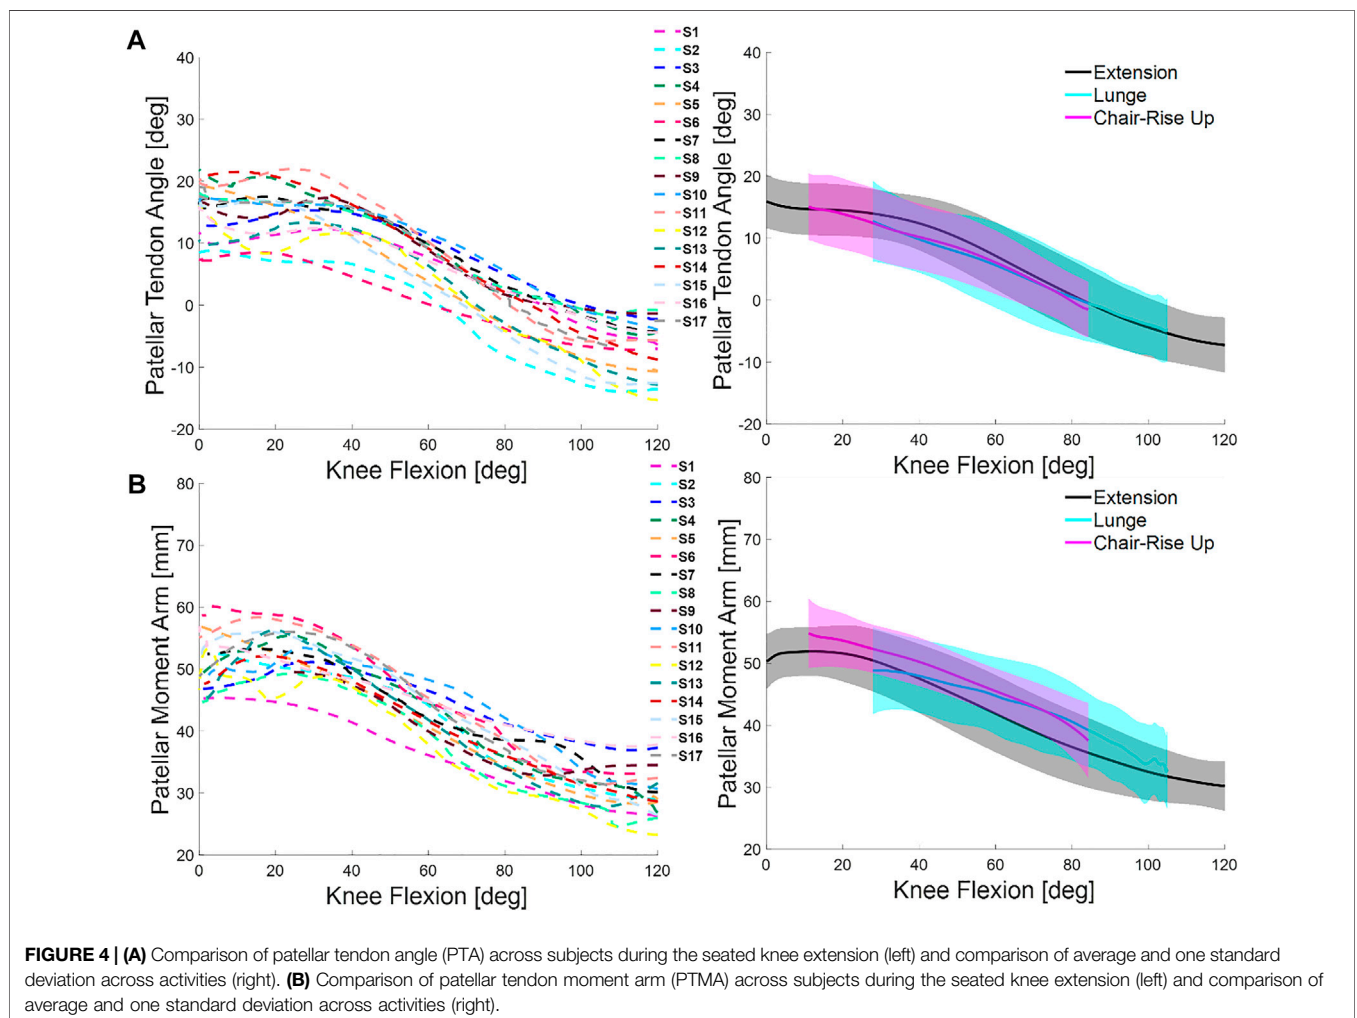 A
40
30
20
10
0
-10
-20
0 20 40 60 80 100 120
Patellar Tendon Angle [deg]
Knee Flexion [deg]
S1
S2
S3
S4
S5
S6
S7
S8
S9
S10
S11
S12
S13
S14
S15
S16
S17
40
30
20
10
0
-10
-20
0 20 40 60 80 100 120
Patellar Tendon Angle [deg]
Knee Flexion [deg]
Extension
Lunge
Chair-Rise Up
B
80
70
60
50
40
30
20
0 20 40 60 80 100 120
Patellar Moment Arm [mm]
Knee Flexion [deg]
S1
S2
S3
S4
S5
S6
S7
S8
S9
S10
S11
S12
S13
S14
S15
S16
S17
80
70
60
50
40
30
20
0 20 40 60 80 100 120
Patellar Moment Arm [mm]
Knee Flexion [deg]
Extension
Lunge
Chair-Rise Up
FIGURE 4 | (A) Comparison of patellar tendon angle (PTA) across subjects during the seated knee extension (left) and comparison of average and one standard
deviation across activities (right). (B) Comparison of patellar tendon moment arm (PTMA) across subjects during the seated knee extension (left) and comparison of
average and one standard deviation across activities (right).